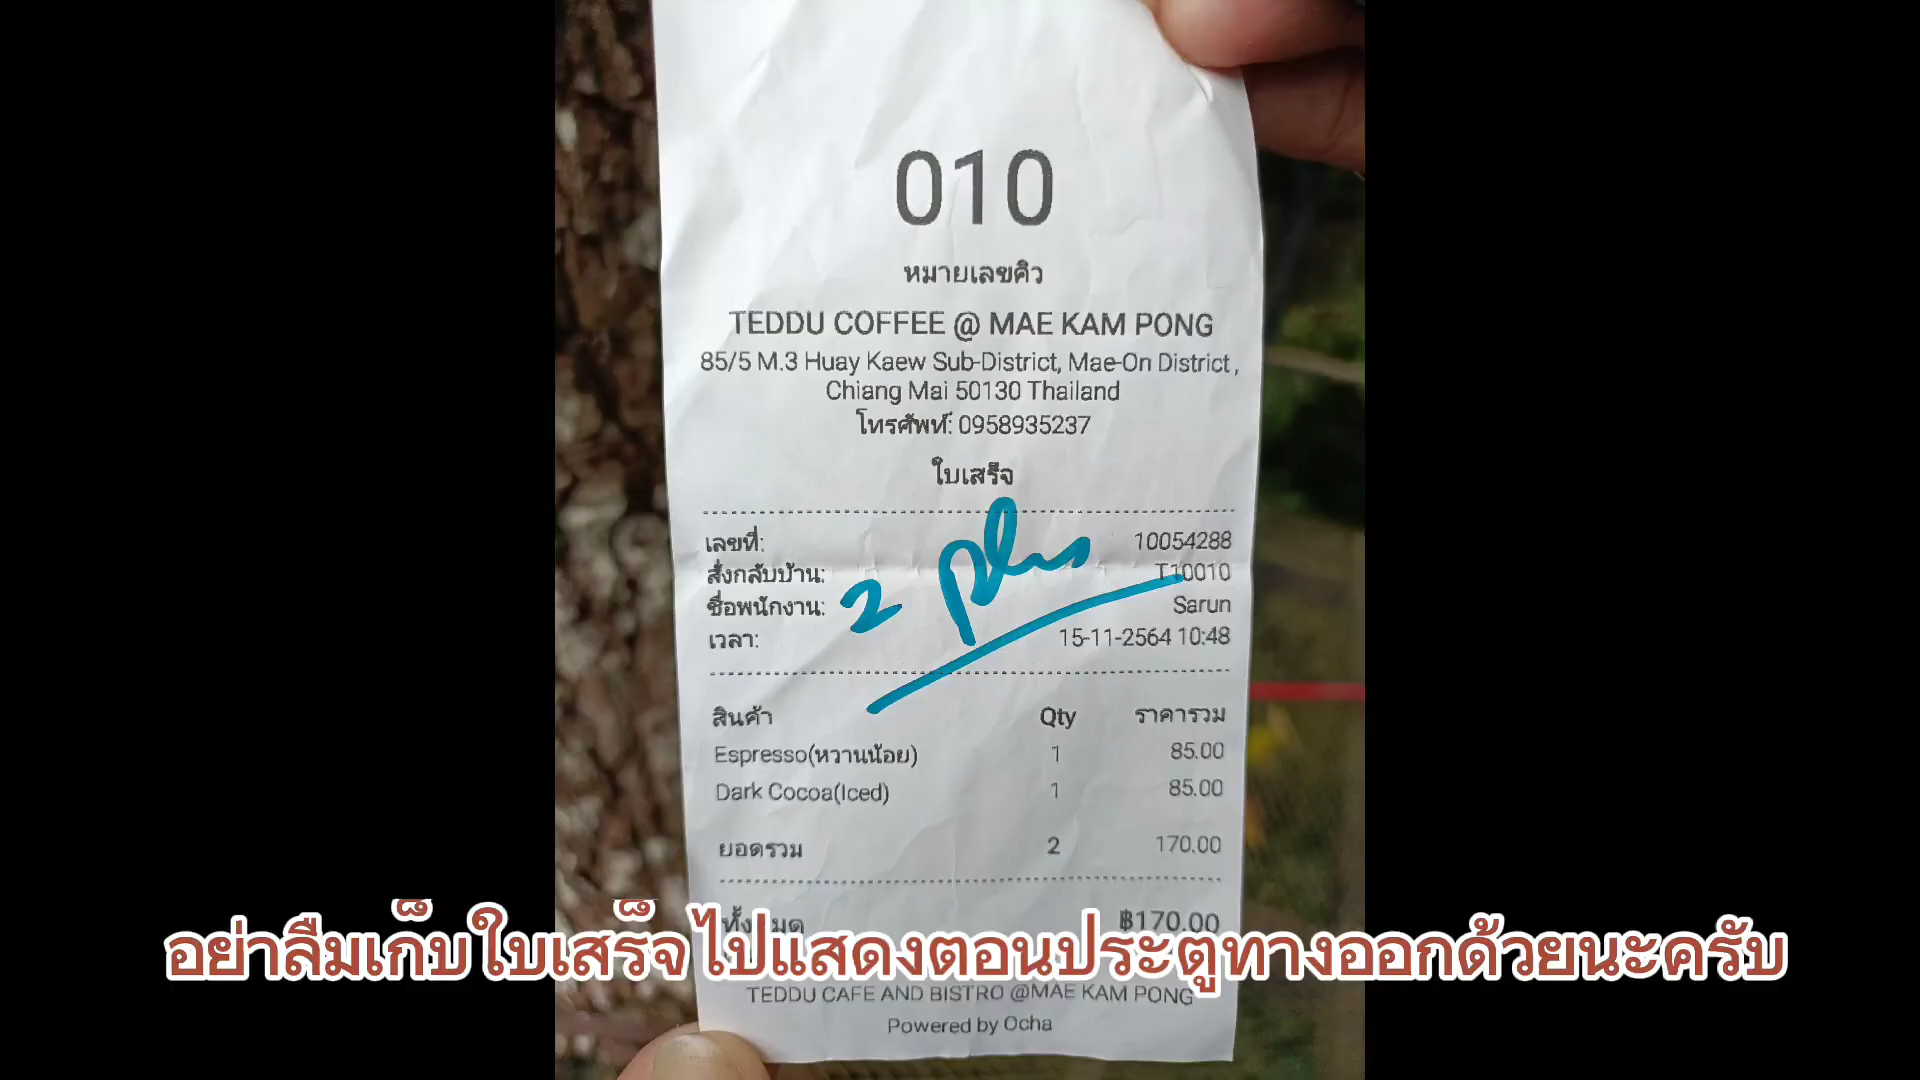 010
หมายเลขคิว
TEDDU COFFEE @ MAE KAM PONG
85/5 M.3 Huay Kaew Sub-District, Mae-On District,
Chiang Mai 50130 Thailand
โทรศัพท์: 0958935237
ใบเสร็จ
เลขที่: 10054288
สั่งกลับบ้าน: T10010
ชื่อพนักงาน: Sarun
เวลา: 15-11-2564 10:48
2
สินค้า Qty ราคารวม
Espresso(หวานน้อย) 1 85.00
Dark Cocoa(Iced) 1 85.00
ยอดรวม 2 170.00
฿170.00
อย่าลืมเก็บใบเสร็จ ไปแสดงตอนประตูทางออกด้วยนะครับ
TEDDU CAFE AND BISTRO @MAE KAM PONG
Powered by Ocha